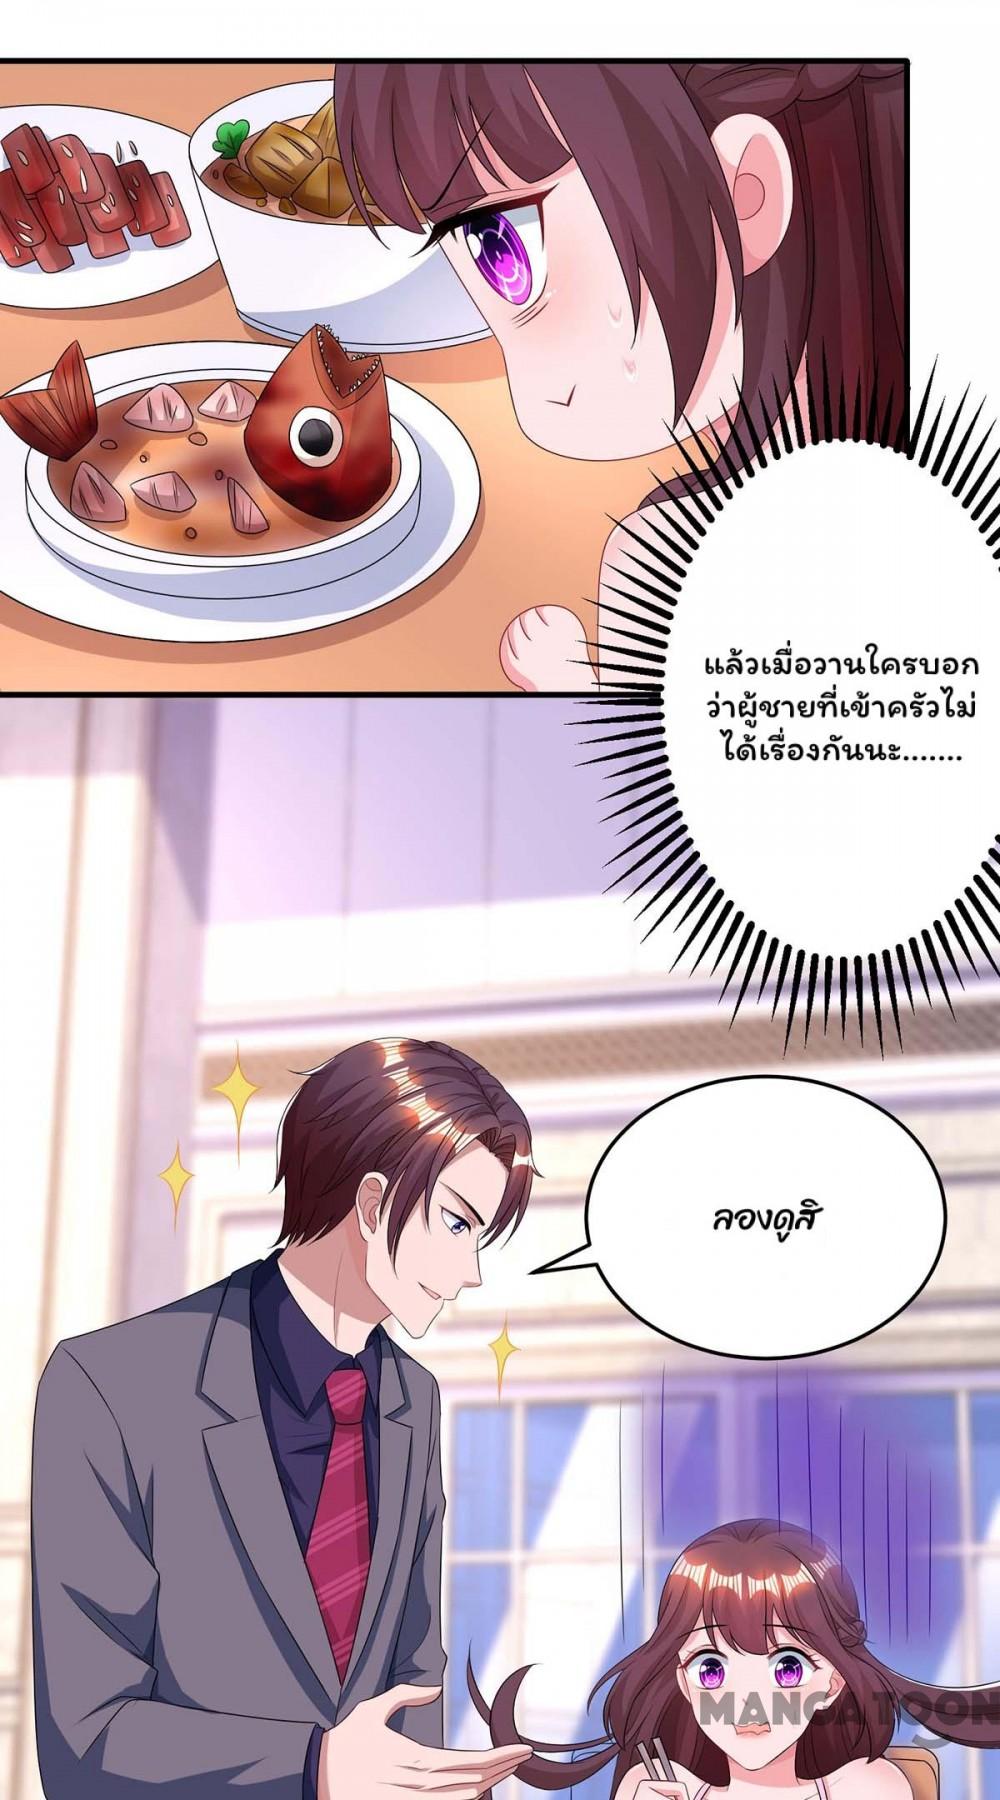 แล้วเมื่อวานใครบอก
ว่าผู้ชายที่เข้าครัวไม่
ได้เรื่องกันนะ.......
ลองดูสิ
MANGATOON